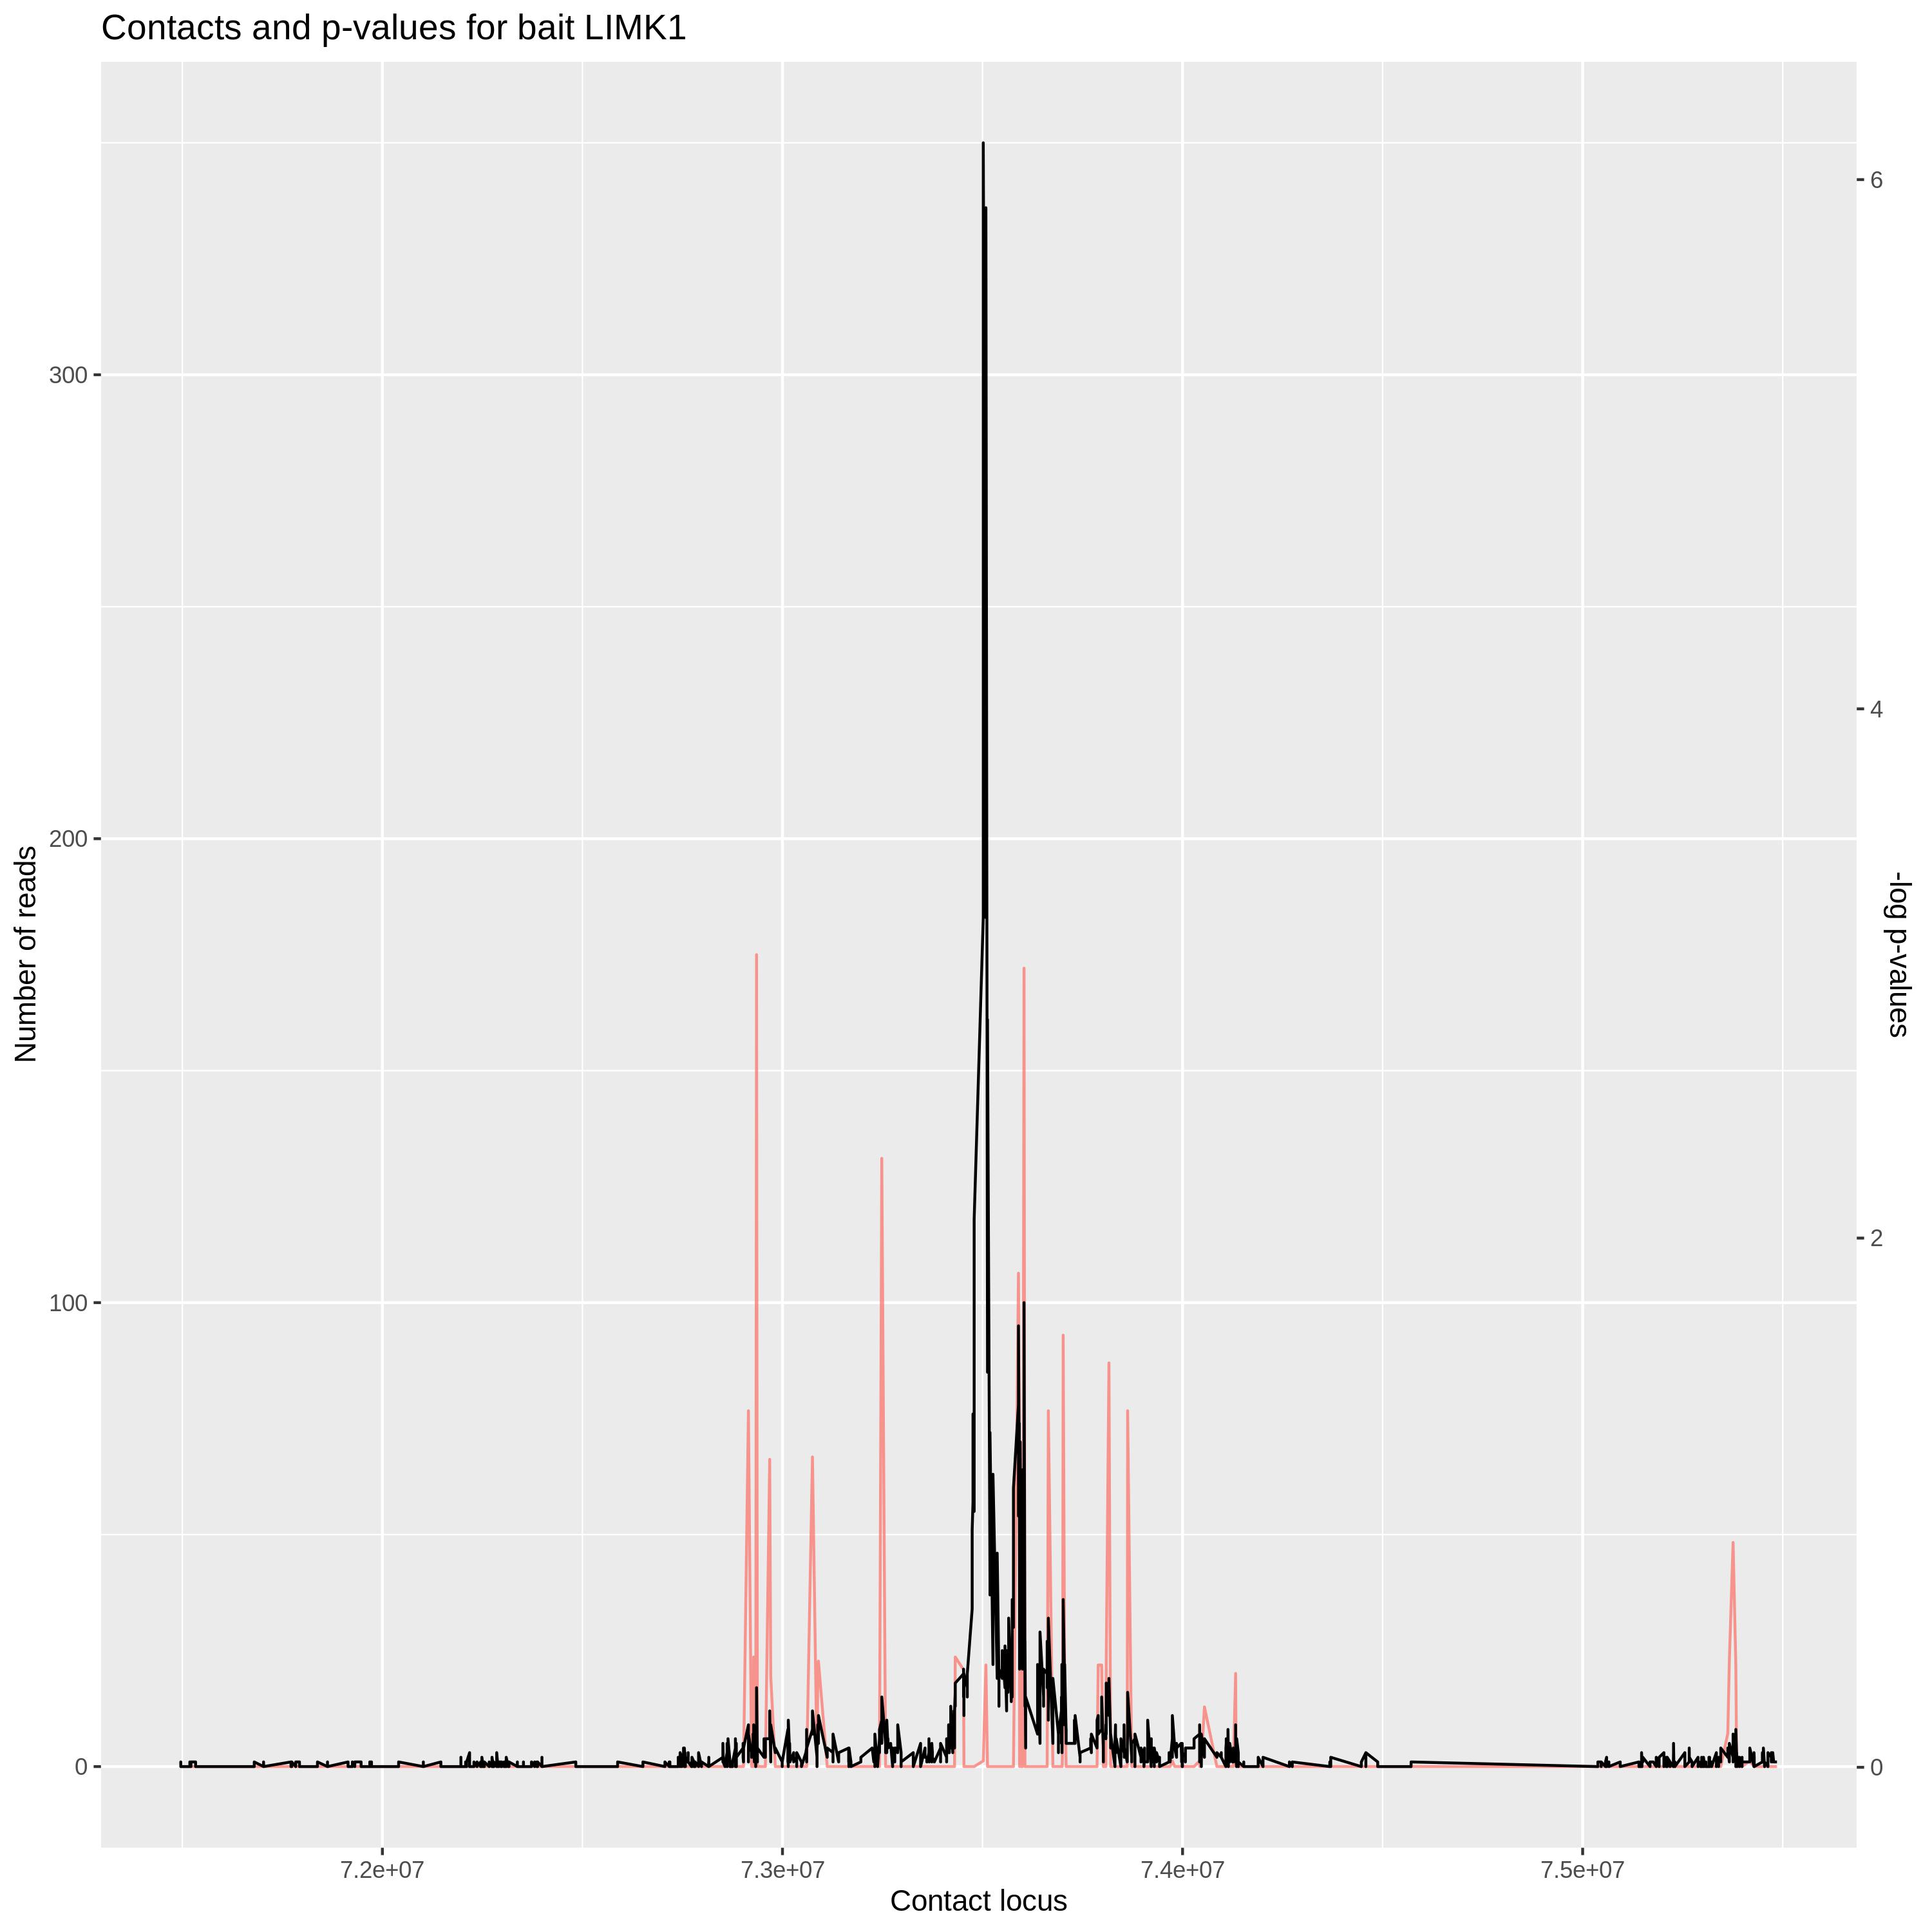 Contacts and p-values for bait LIMK1
300
200
100
0
Number of reads
6
4
2
0
-log p-values
7.2e+07
7.3e+07
7.4e+07
7.5e+07
Contact locus